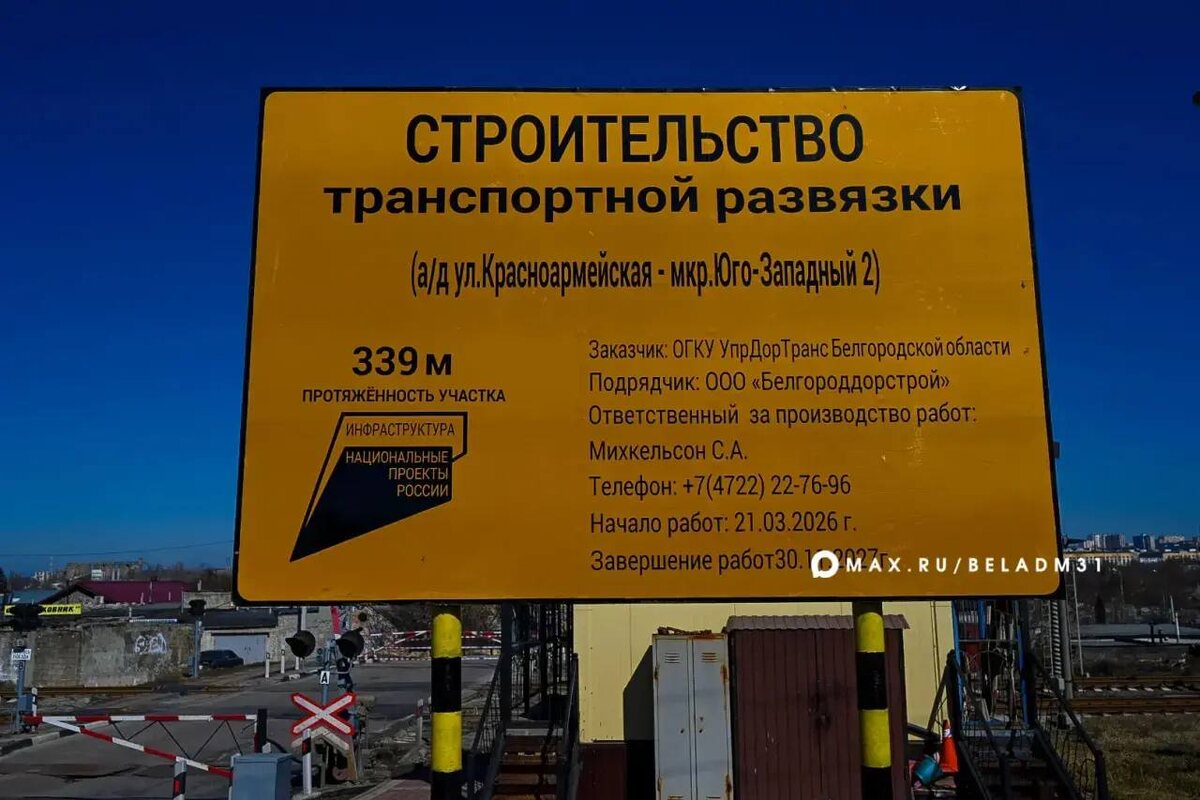 СТРОИТЕЛЬСТВО
транспортной развязки
(а/д ул.Красноармейская - мкр.Юго-Западный 2)
339 м
ПРОТЯЖЁННОСТЬ УЧАСТКА
ИНФРАСТРУКТУРА
НАЦИОНАЛЬНЫЕ
ПРОЕКТЫ
РОССИИ
Заказчик: ОГКУ УпрДорТранс Белгородской области
Подрядчик: ООО «Белгороддорстрой»
Ответственный за производство работ:
Михкельсон С.А.
Телефон: +7(4722) 22-76-96
Начало работ: 21.03.2026 г.
Завершение работ
MAX.RU/BELADM31
А